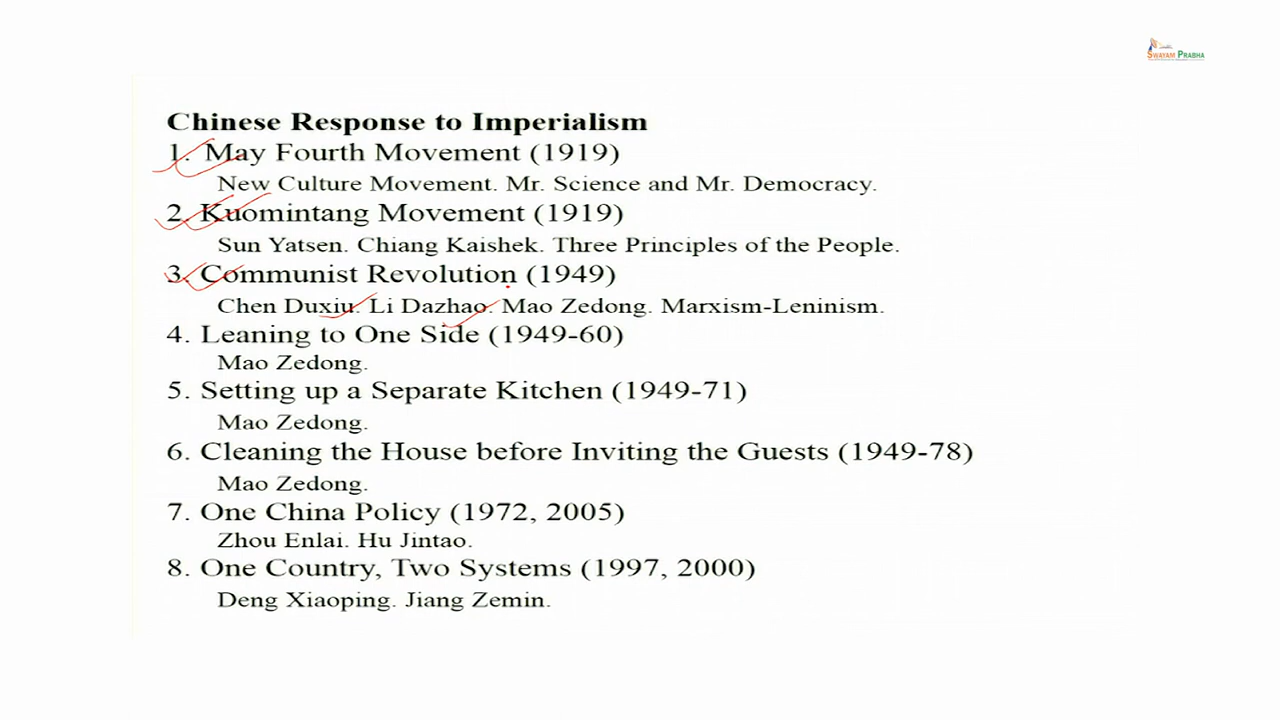 SWAYAM PRABHA
Chinese Response to Imperialism
1. May Fourth Movement (1919)
New Culture Movement. Mr. Science and Mr. Democracy.
2. Kuomintang Movement (1919)
Sun Yatsen. Chiang Kaishek. Three Principles of the People.
3. Communist Revolution (1949)
Chen Duxiu. Li Dazhao. Mao Zedong. Marxism-Leninism.
4. Leaning to One Side (1949-60)
Mao Zedong.
5. Setting up a Separate Kitchen (1949-71)
Mao Zedong.
6. Cleaning the House before Inviting the Guests (1949-78)
Mao Zedong.
7. One China Policy (1972, 2005)
Zhou Enlai. Hu Jintao.
8. One Country, Two Systems (1997, 2000)
Deng Xiaoping. Jiang Zemin.